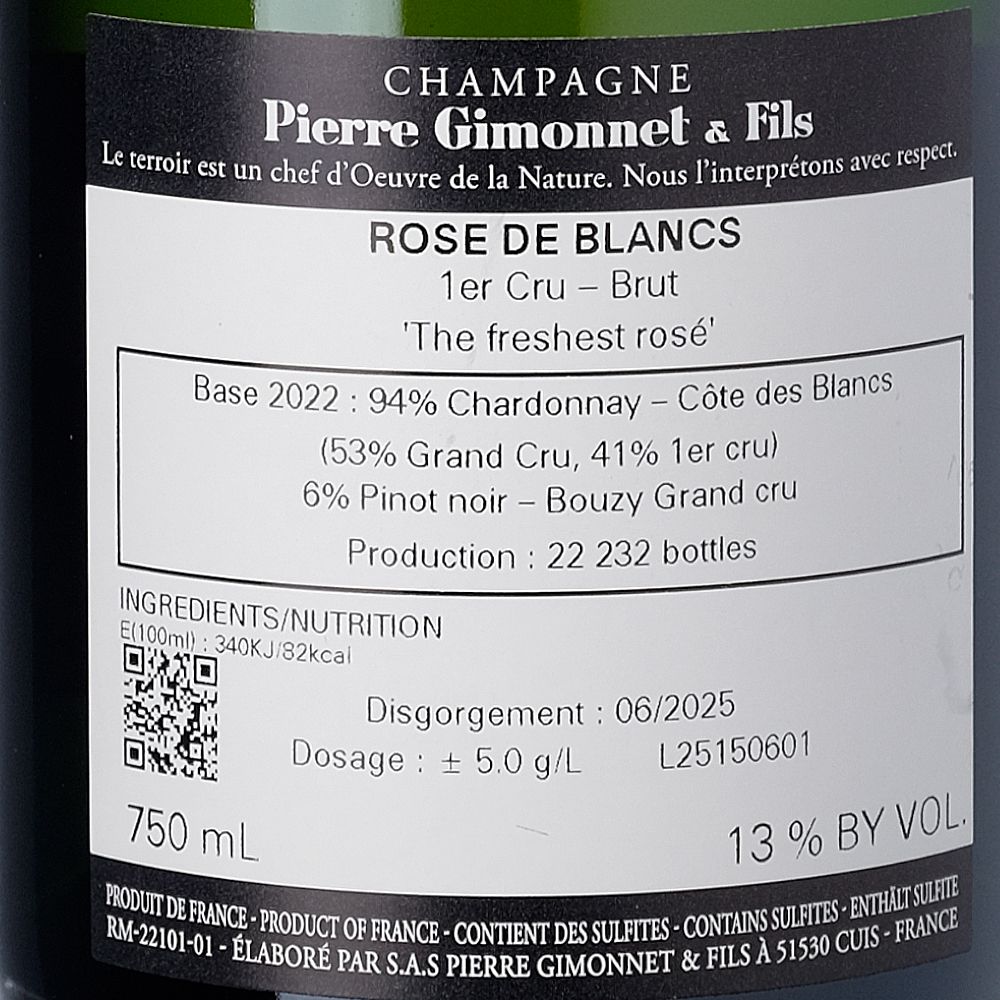 CHAMPAGNE
Pierre Gimonnet & Fils
Le terroir est un chef d'Oeuvre de la Nature. Nous l'interprétons avec respect.
ROSE DE BLANCS
1er Cru – Brut
'The freshest rosé'
Base 2022 : 94% Chardonnay – Côte des Blancs
(53% Grand Cru, 41% 1er cru)
6% Pinot noir – Bouzy Grand cru
Production : 22 232 bottles
INGREDIENTS/NUTRITION
E(100ml) : 340KJ/82kcal
Disgorgement : 06/2025
Dosage : ± 5.0 g/L L25150601
750 mL 13 % BY VOL.
PRODUIT DE FRANCE - PRODUCT OF FRANCE - CONTIENT DES SULFITES - CONTAINS SULFITES - ENTHÄLT SULFITE
RM-22101-01 - ÉLABORÉ PAR S.A.S PIERRE GIMONNET & FILS À 51530 CUIS - FRANCE